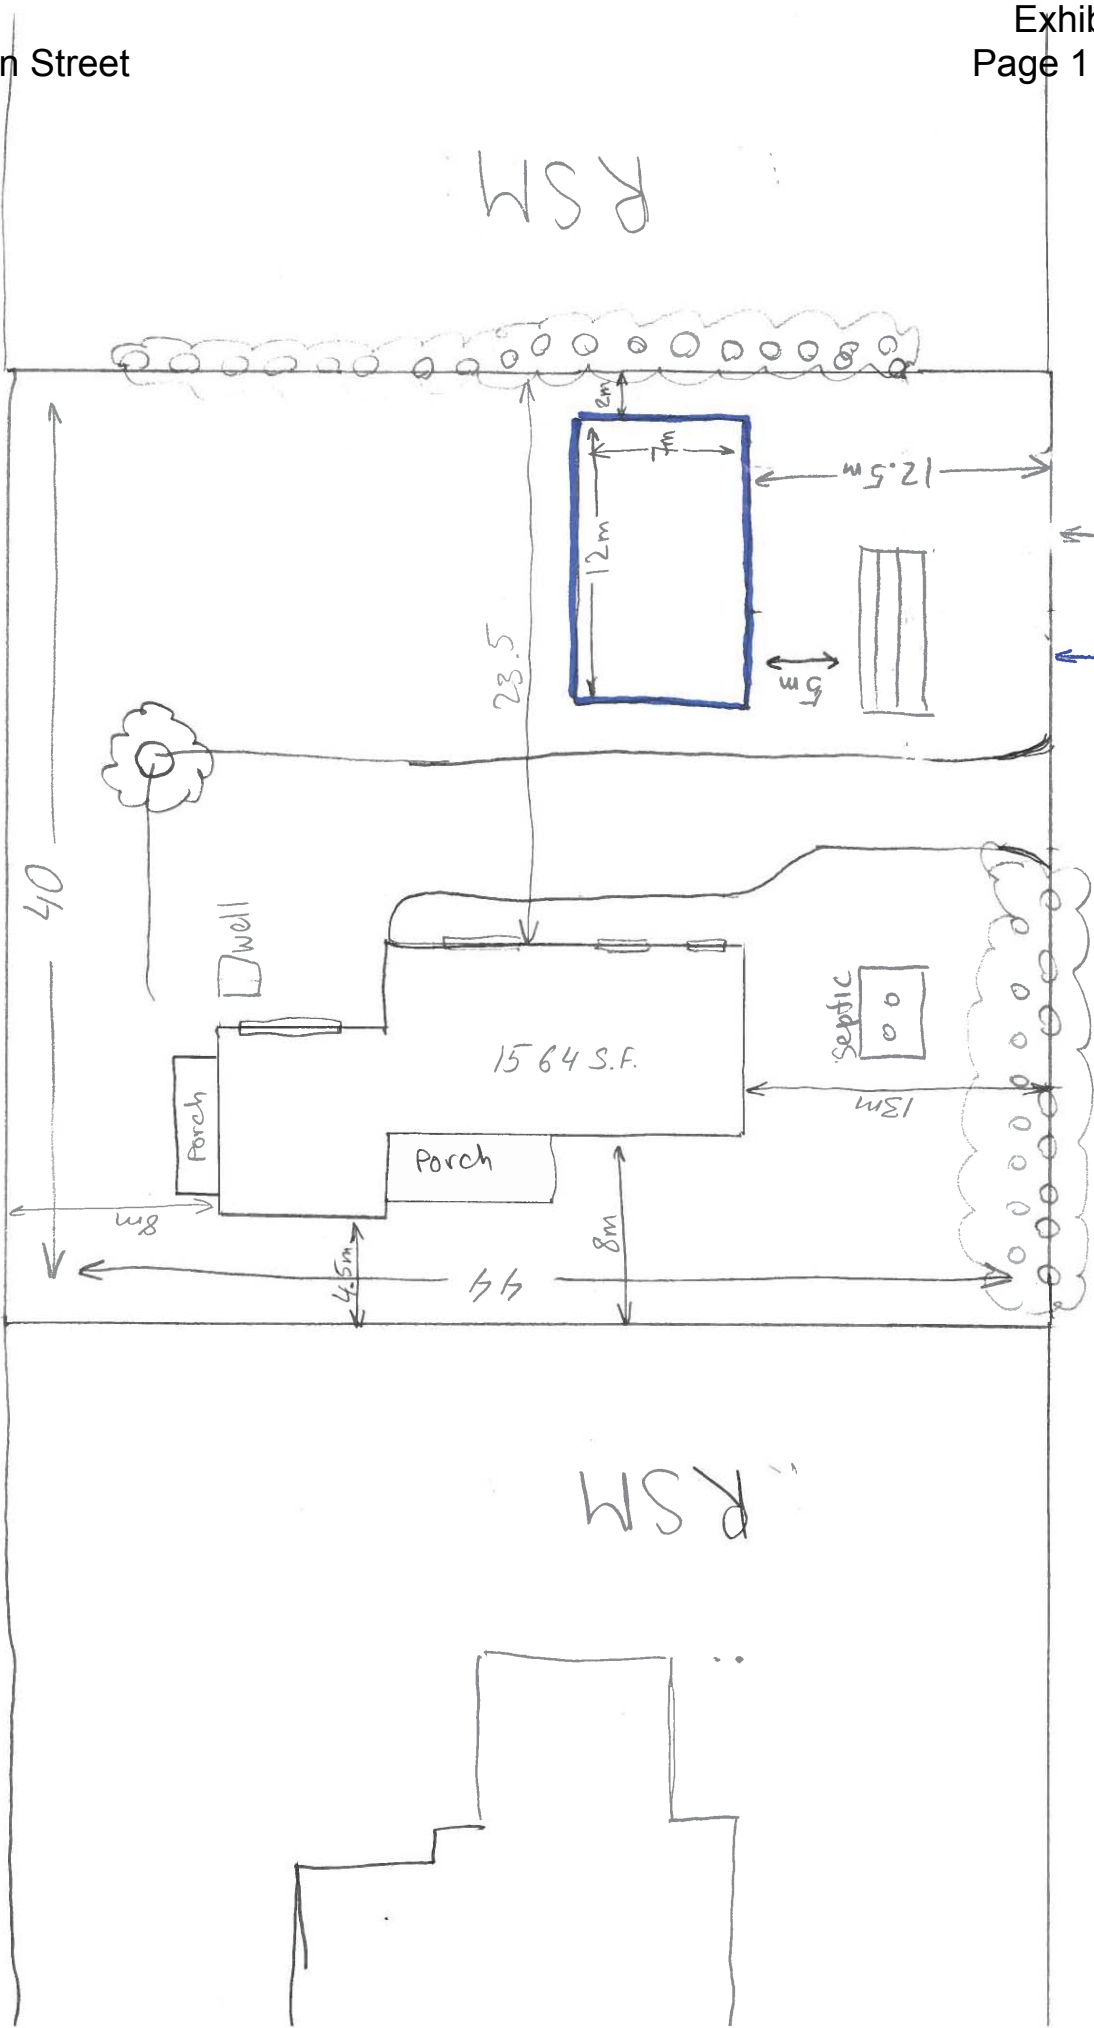 Exhib
n Street
Page 1
RSM
2m
7m
12.5m
12m
23.5
5m
40
well
septic
1564 S.F.
13m
Porch
Porch
8m
8m
4.5m
44
RSM